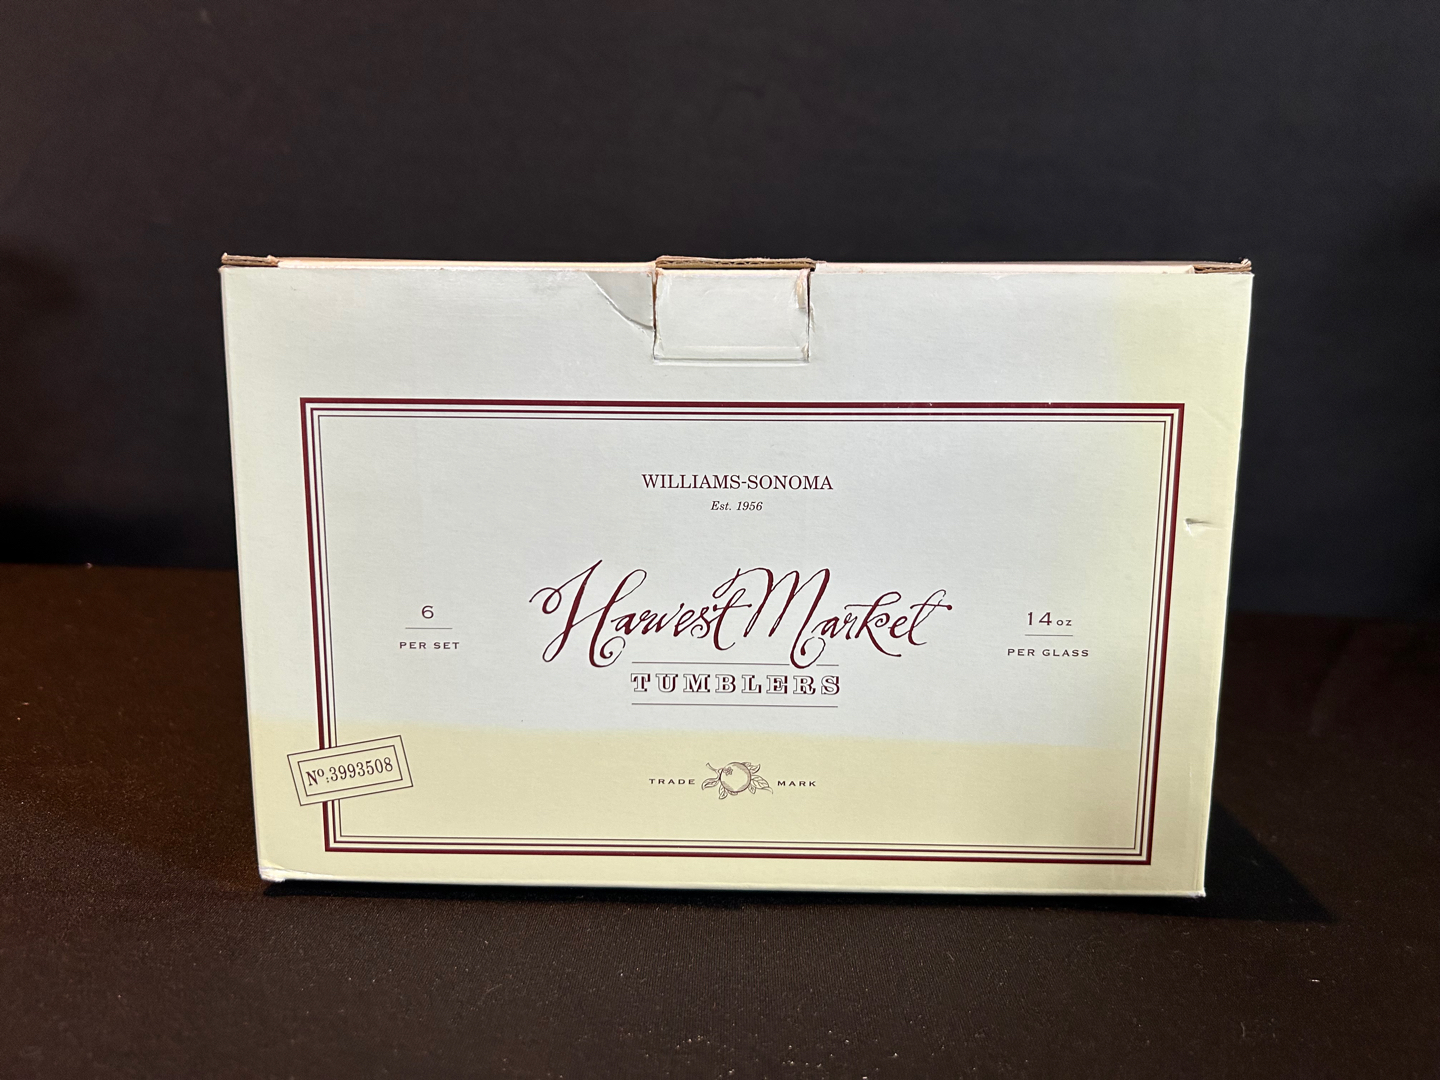 WILLIAMS-SONOMA
Est. 1956
6
PER SET
Harvest Market
TUMBLERS
14 oz
PER GLASS
Nº:3993508
TRADE MARK